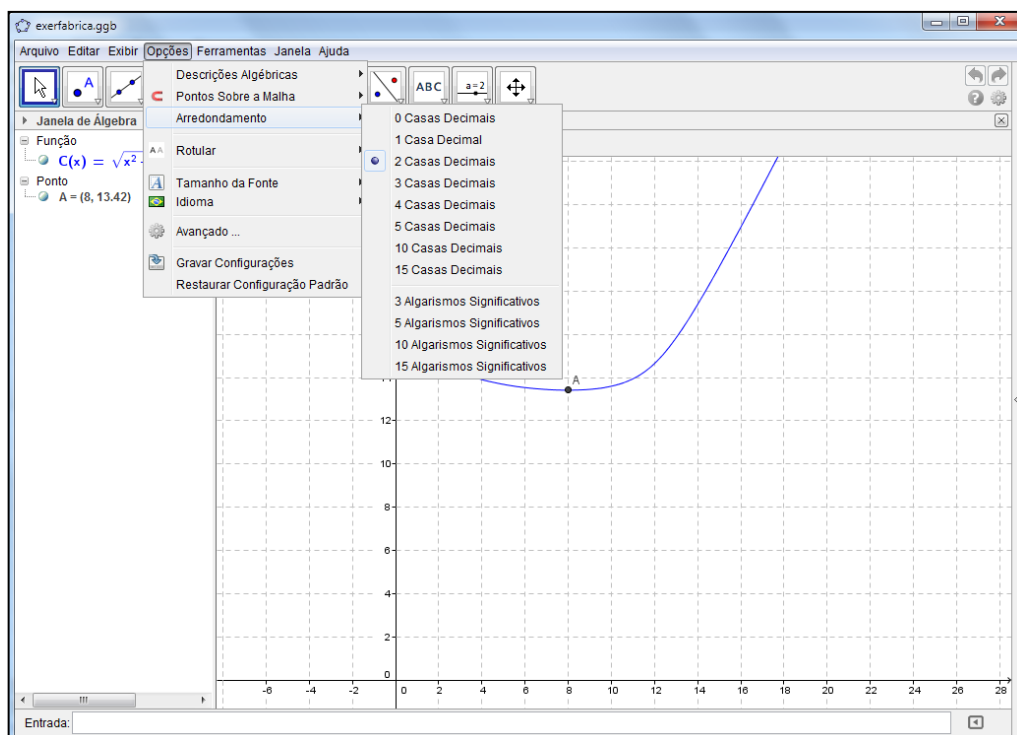 exerfabrica.ggb
Arquivo Editar Exibir Opções Ferramentas Janela Ajuda
A
ABC
a=2
Janela de Álgebra
Função
C(x) = √x²
Ponto
A = (8, 13.42)
Descrições Algébricas
Pontos Sobre a Malha
Arredondamento
AA Rotular
A Tamanho da Fonte
Idioma
Avançado ...
Gravar Configurações
Restaurar Configuração Padrão
0 Casas Decimais
1 Casa Decimal
2 Casas Decimais
3 Casas Decimais
4 Casas Decimais
5 Casas Decimais
10 Casas Decimais
15 Casas Decimais
3 Algarismos Significativos
5 Algarismos Significativos
10 Algarismos Significativos
15 Algarismos Significativos
A
12
10
8
6
4
2
0
-6 -4 -2 0 2 4 6 8 10 12 14 16 18 20 22 24 26 28
Entrada: